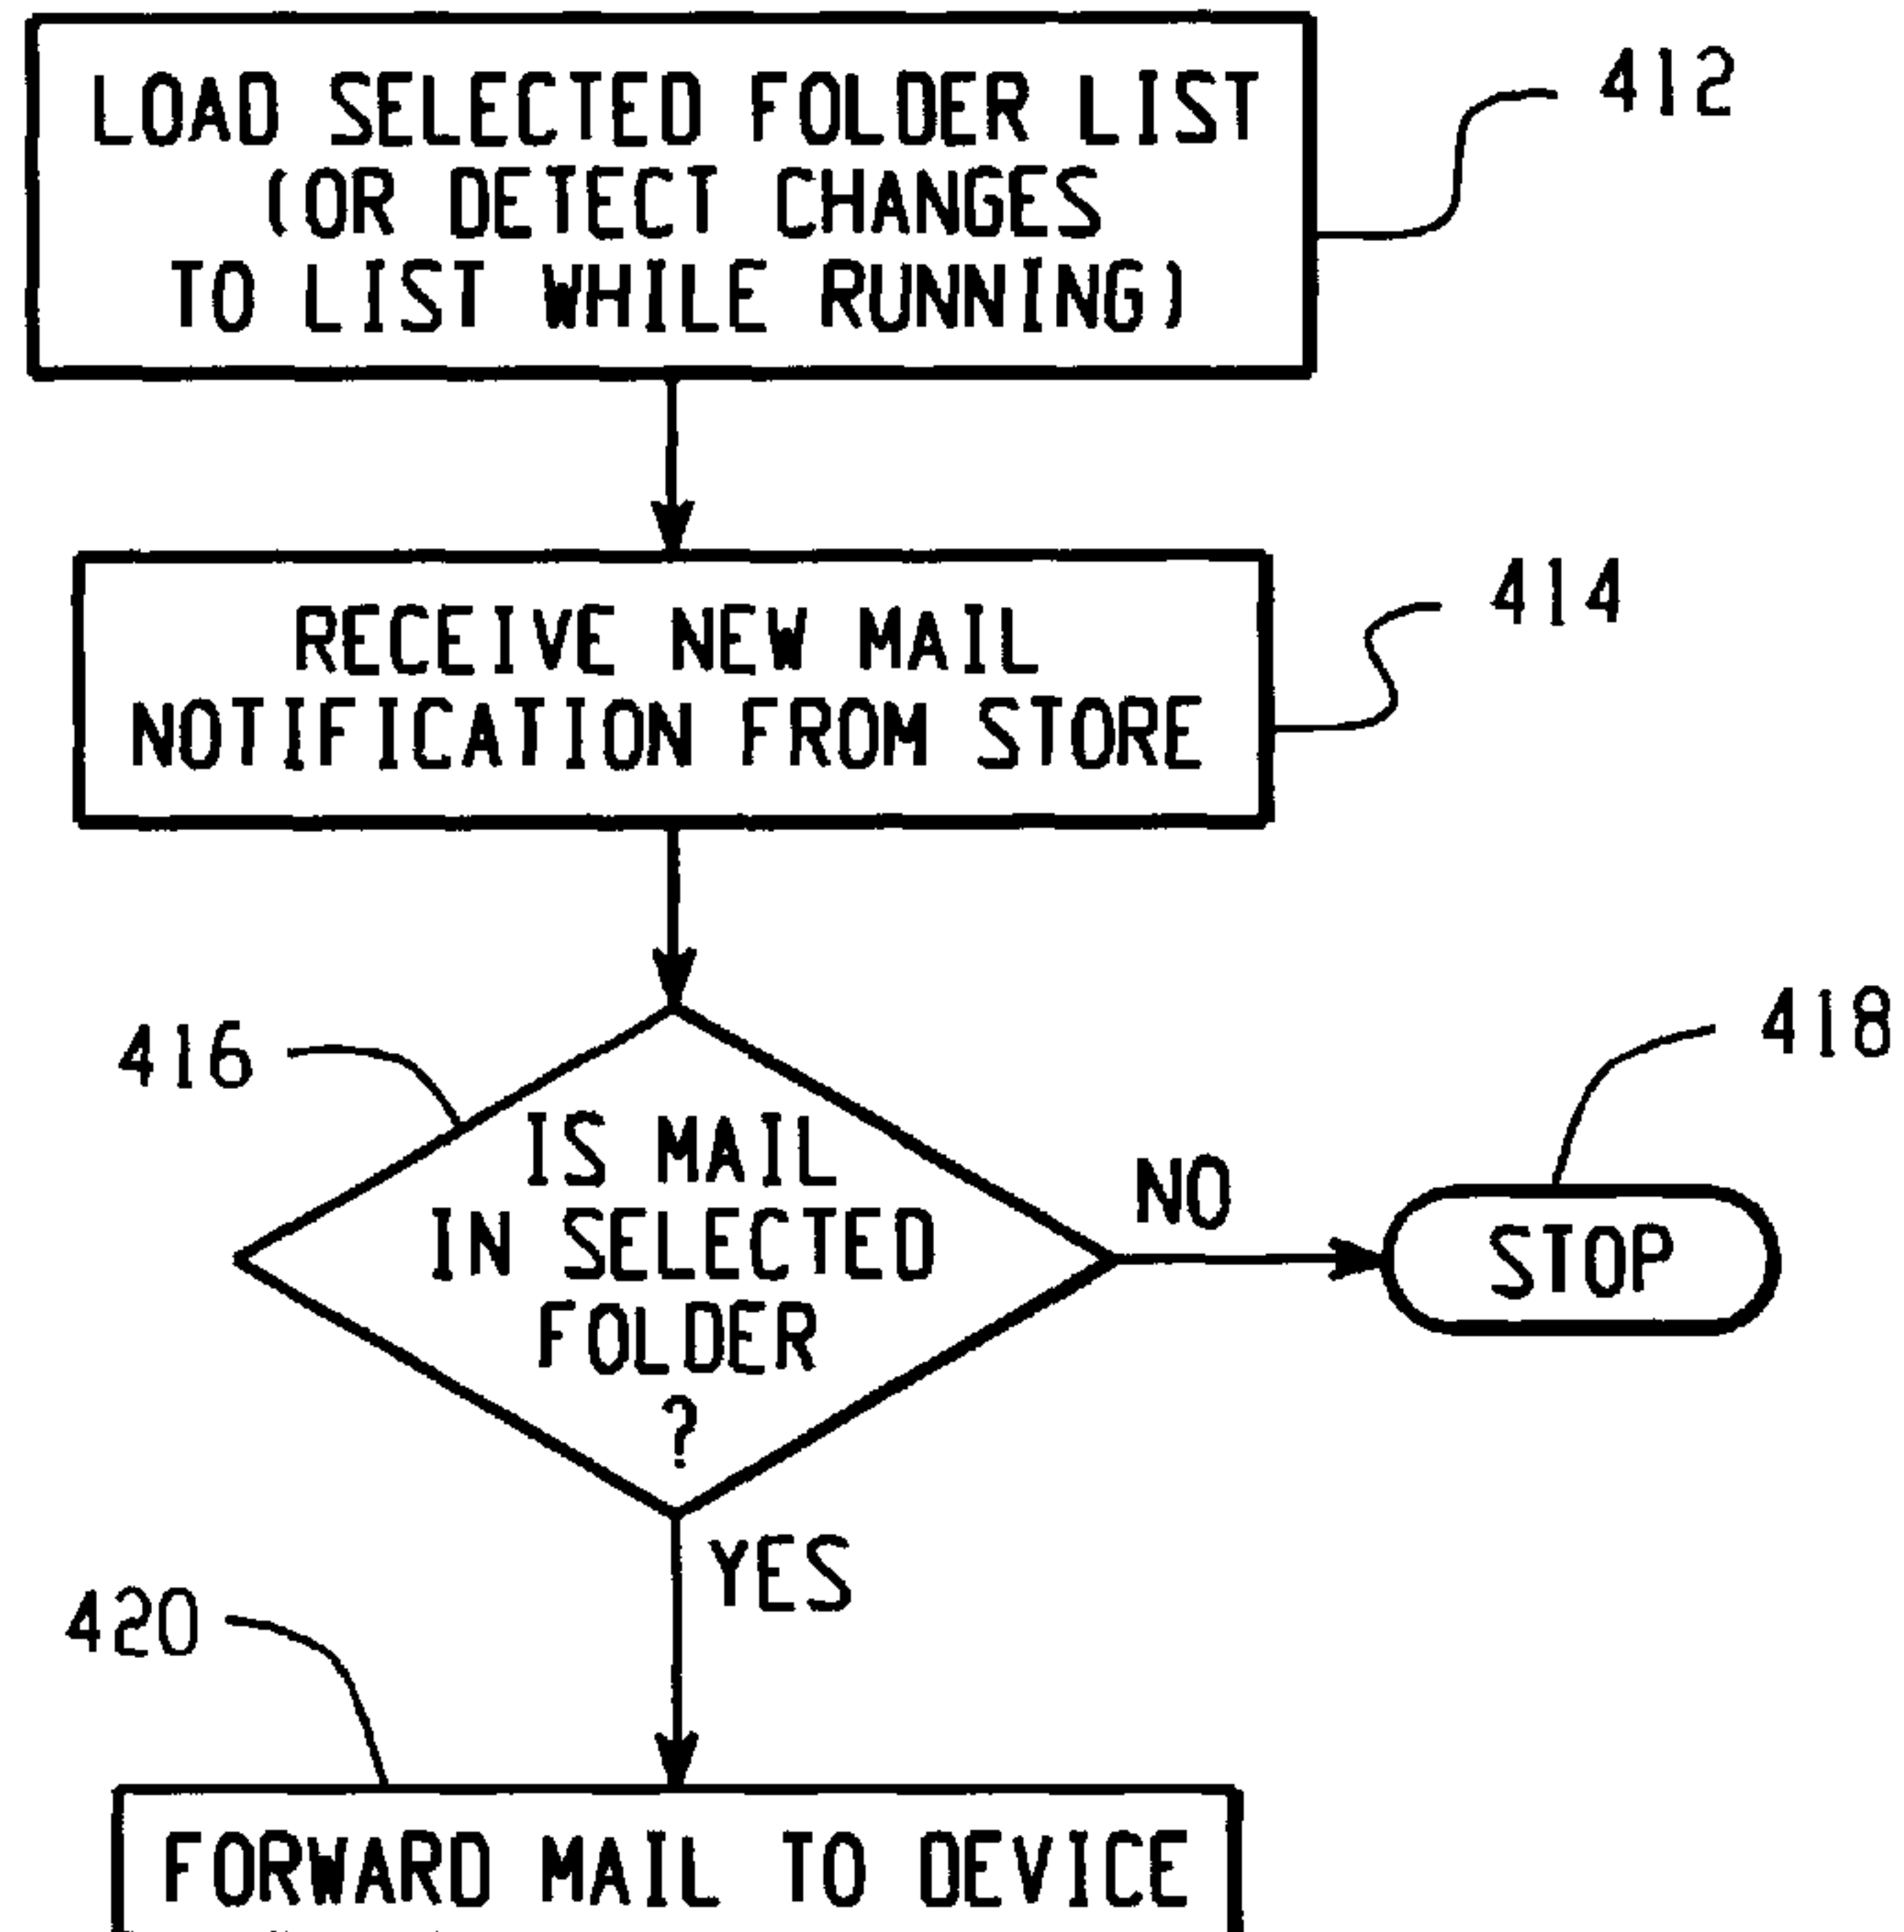 LOAD SELECTED FOLDER LIST
(OR DETECT CHANGES
TO LIST WHILE RUNNING)
412
RECEIVE NEW MAIL
NOTIFICATION FROM STORE
414
416
IS MAIL
IN SELECTED
FOLDER
?
NO
418
STOP
YES
420
FORWARD MAIL TO DEVICE